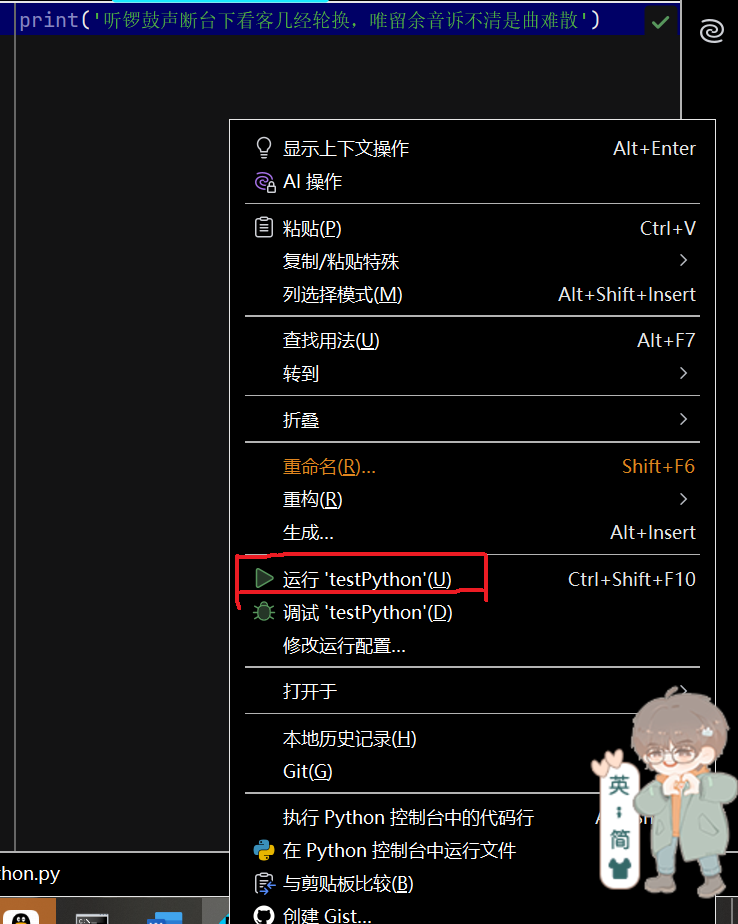 print('听锣鼓声断台下看客几经轮换，唯留余音诉不清是曲难散')
显示上下文操作 Alt+Enter
AI 操作
粘贴(P) Ctrl+V
复制/粘贴特殊
列选择模式(M) Alt+Shift+Insert
查找用法(U) Alt+F7
转到
折叠
重命名(R)... Shift+F6
重构(R)
生成... Alt+Insert
运行 'testPython'(U) Ctrl+Shift+F10
调试 'testPython'(D)
修改运行配置...
打开于
本地历史记录(H)
Git(G)
英
；
简
执行 Python 控制台中的代码行
在 Python 控制台中运行文件
thon.py
与剪贴板比较(B)
创建 Gist...